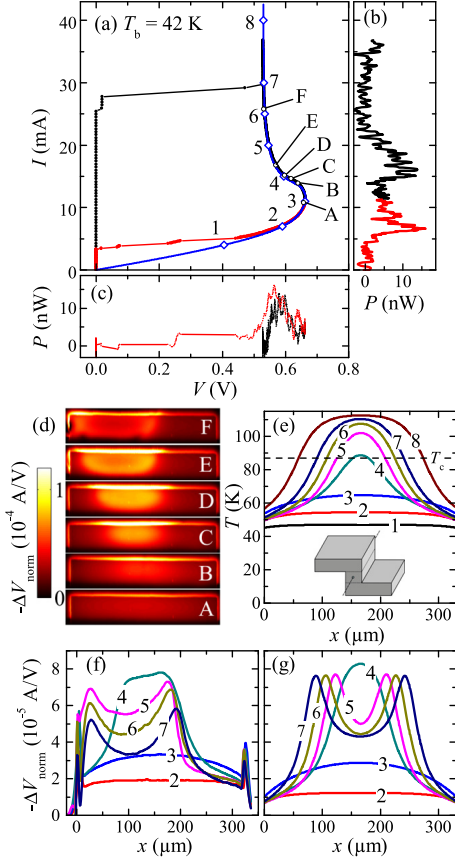 (a) T_b = 42 K
(b)
40
30
20
10
0
I (mA)
8
7
6
F
5
E
D
4
C
B
3
A
2
1
0 10
P (nW)
(c)
10
0
P (nW)
0.0 0.2 0.4 0.6 0.8
V (V)
(d)
F
E
D
C
B
A
1
0
-ΔV_norm (10^-4 A/V)
(e)
100
80
60
40
20
0
T (K)
6
7
8
5
T_c
4
3
2
1
0 100 200 300
x (μm)
(f)
8
6
4
2
0
-ΔV_norm (10^-5 A/V)
4
5
6
7
3
2
0 100 200 300
x (μm)
(g)
4
5
7
6
3
2
0 100 200 300
x (μm)